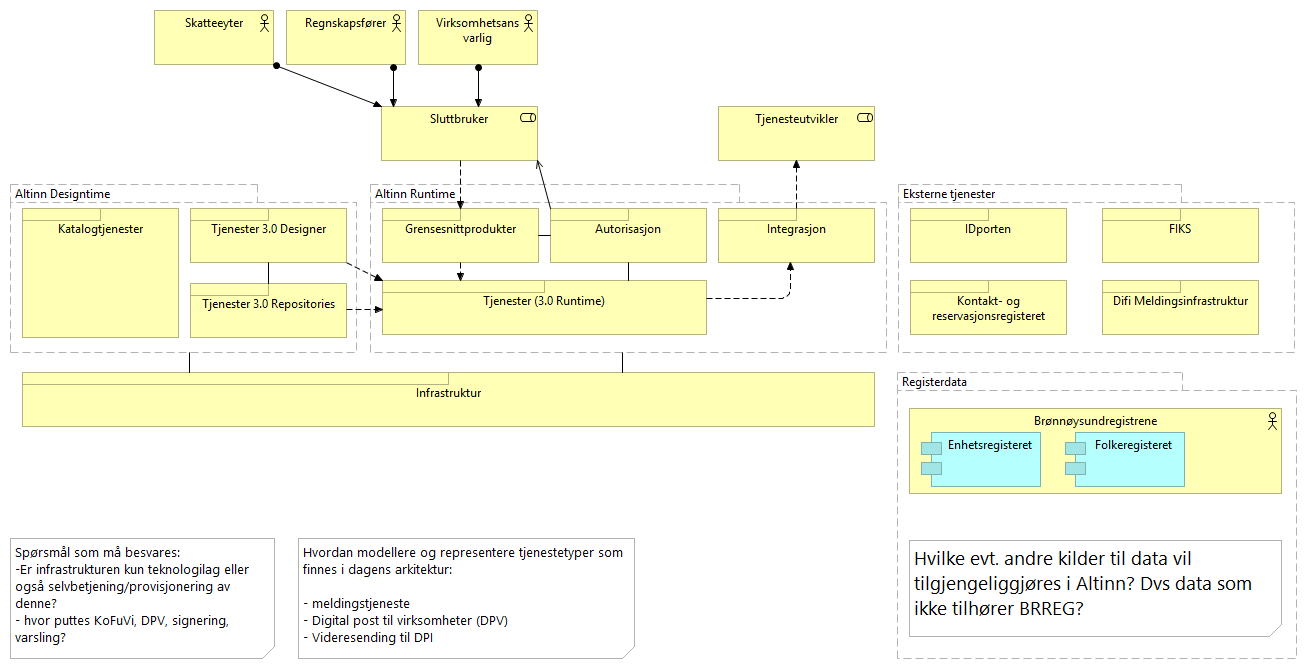 Skatteeyter
Regnskapsfører
Virksomhetsans
varlig
Sluttbruker
Tjenesteutvikler
Altinn Designtime
Katalogtjenester
Tjenester 3.0 Designer
Tjenester 3.0 Repositories
Altinn Runtime
Grensesnittprodukter
Autorisasjon
Integrasjon
Tjenester (3.0 Runtime)
Eksterne tjenester
IDporten
FIKS
Kontakt- og
reservasjonsregisteret
Difi Meldingsinfrastruktur
Infrastruktur
Registerdata
Brønnøysundregistrene
Enhetsregisteret
Folkeregisteret
Spørsmål som må besvares:
-Er infrastrukturen kun teknologilag eller
også selvbetjening/provisjonering av
denne?
- hvor puttes KoFuVi, DPV, signering,
varsling?
Hvordan modellere og representere tjenestetyper som
finnes i dagens arkitektur:
- meldingstjeneste
- Digital post til virksomheter (DPV)
- Videresending til DPI
Hvilke evt. andre kilder til data vil
tilgjengeliggjøres i Altinn? Dvs data som
ikke tilhører BRREG?